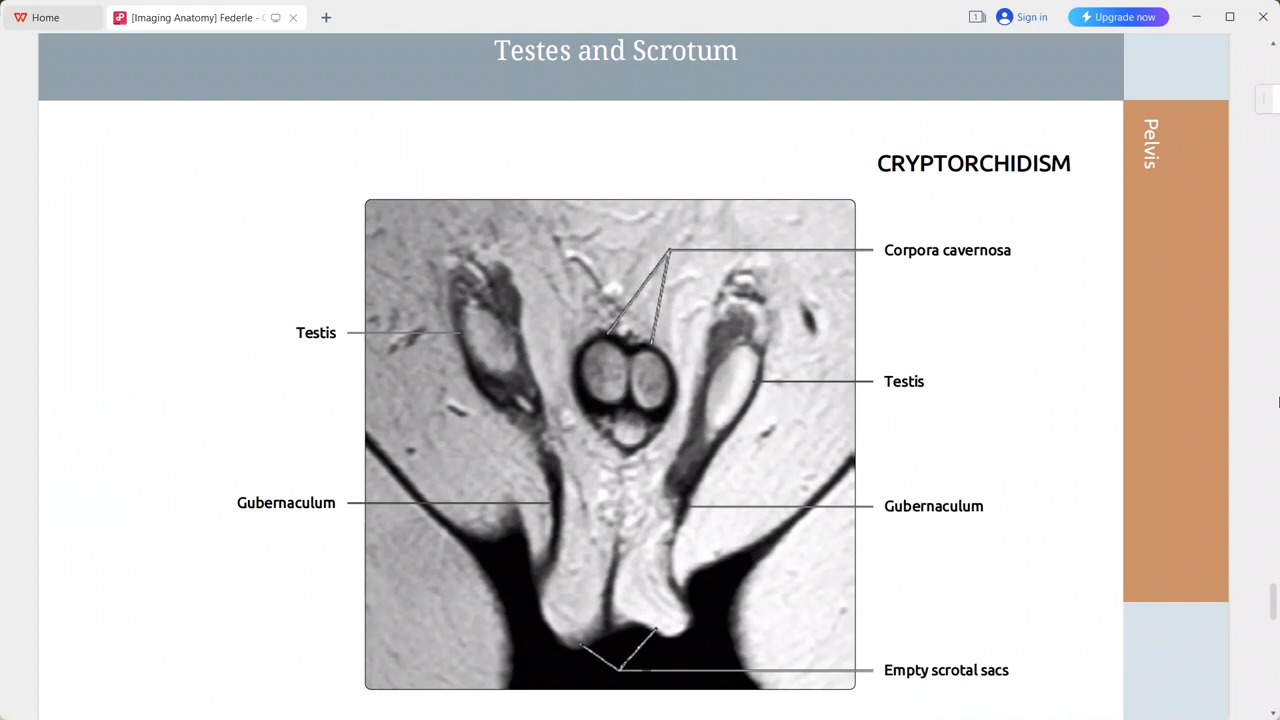 Home
[Imaging Anatomy] Federle -
Sign in
Upgrade now
Testes and Scrotum
Pelvis
CRYPTORCHIDISM
Corpora cavernosa
Testis
Testis
Gubernaculum
Gubernaculum
Empty scrotal sacs